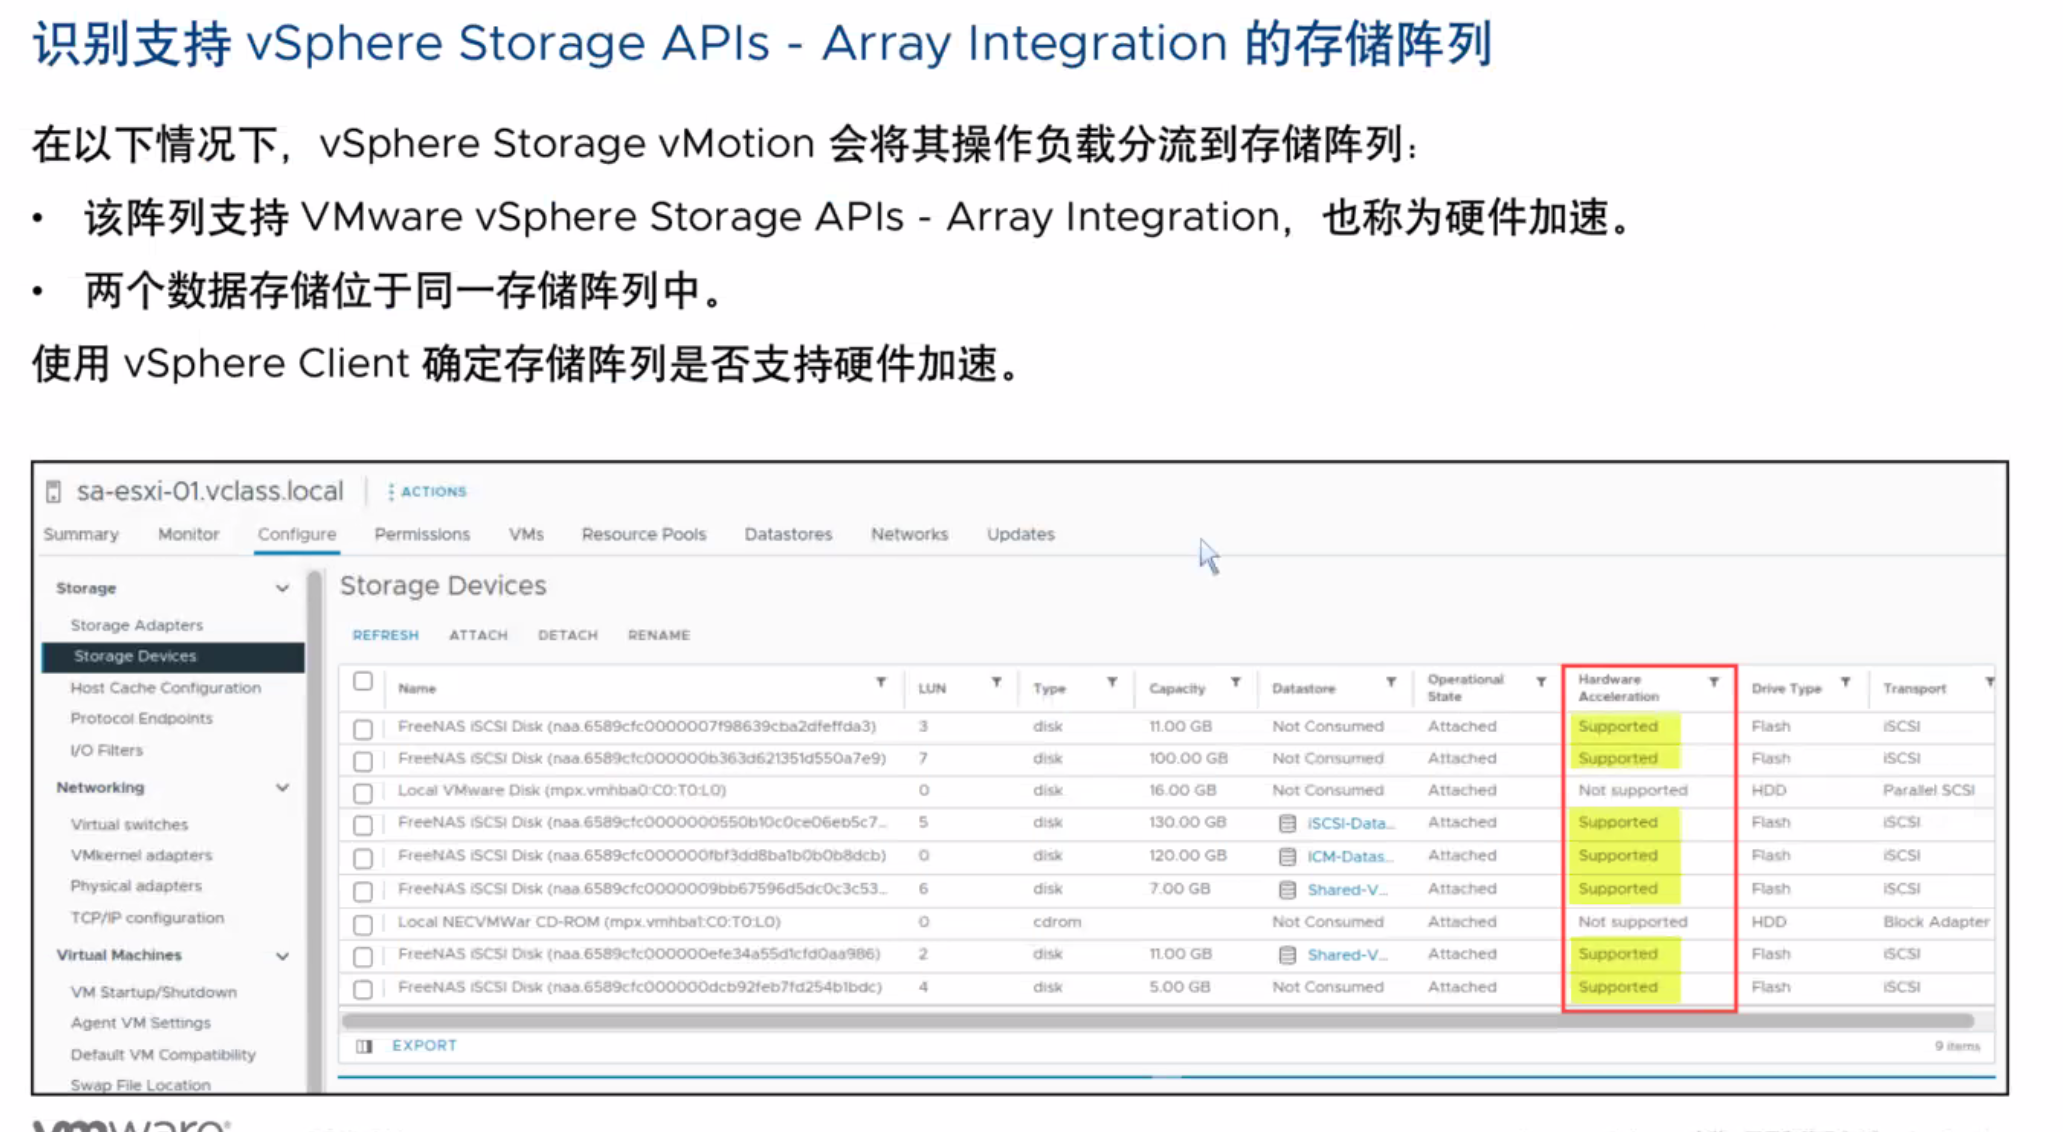 识别支持 vSphere Storage APIs - Array Integration 的存储阵列
在以下情况下，vSphere Storage vMotion 会将其操作负载分流到存储阵列：
• 该阵列支持 VMware vSphere Storage APIs - Array Integration，也称为硬件加速。
• 两个数据存储位于同一存储阵列中。
使用 vSphere Client 确定存储阵列是否支持硬件加速。
sa-esxi-01.vclass.local ACTIONS
Summary Monitor Configure Permissions VMs Resource Pools Datastores Networks Updates
Storage
Storage Adapters
Storage Devices
Host Cache Configuration
Protocol Endpoints
I/O Filters
Networking
Virtual switches
VMkernel adapters
Physical adapters
TCP/IP configuration
Virtual Machines
VM Startup/Shutdown
Agent VM Settings
Default VM Compatibility
Swap File Location
Storage Devices
REFRESH ATTACH DETACH RENAME
Name LUN Type Capacity Datastore Operational State Hardware Acceleration Drive Type Transport
FreeNAS iSCSI Disk (naa.6589cfc0000007f98639cba2dfeffda3) 3 disk 11.00 GB Not Consumed Attached Supported Flash iSCSI
FreeNAS iSCSI Disk (naa.6589cfc000000b363d621351d550a7e9) 7 disk 100.00 GB Not Consumed Attached Supported Flash iSCSI
Local VMware Disk (mpx.vmhba0:C0:T0:L0) 0 disk 16.00 GB Not Consumed Attached Not supported HDD Parallel SCSI
FreeNAS iSCSI Disk (naa.6589cfc0000000550b10c0ce06eb5c7... 5 disk 130.00 GB iSCSI-Data... Attached Supported Flash iSCSI
FreeNAS iSCSI Disk (naa.6589cfc000000fbf3dd8ba1b0b0b8dcb) 0 disk 120.00 GB ICM-Datas... Attached Supported Flash iSCSI
FreeNAS iSCSI Disk (naa.6589cfc0000009bb67596d5dc0c3c53... 6 disk 7.00 GB Shared-V... Attached Supported Flash iSCSI
Local NECVMWar CD-ROM (mpx.vmhba1:C0:T0:L0) 0 cdrom Not Consumed Attached Not supported HDD Block Adapter
FreeNAS iSCSI Disk (naa.6589cfc000000efe34a55d1cfd0aa986) 2 disk 11.00 GB Shared-V... Attached Supported Flash iSCSI
FreeNAS iSCSI Disk (naa.6589cfc000000dcb92feb7fd254b1bdc) 4 disk 5.00 GB Not Consumed Attached Supported Flash iSCSI
EXPORT 9 items
vmware®